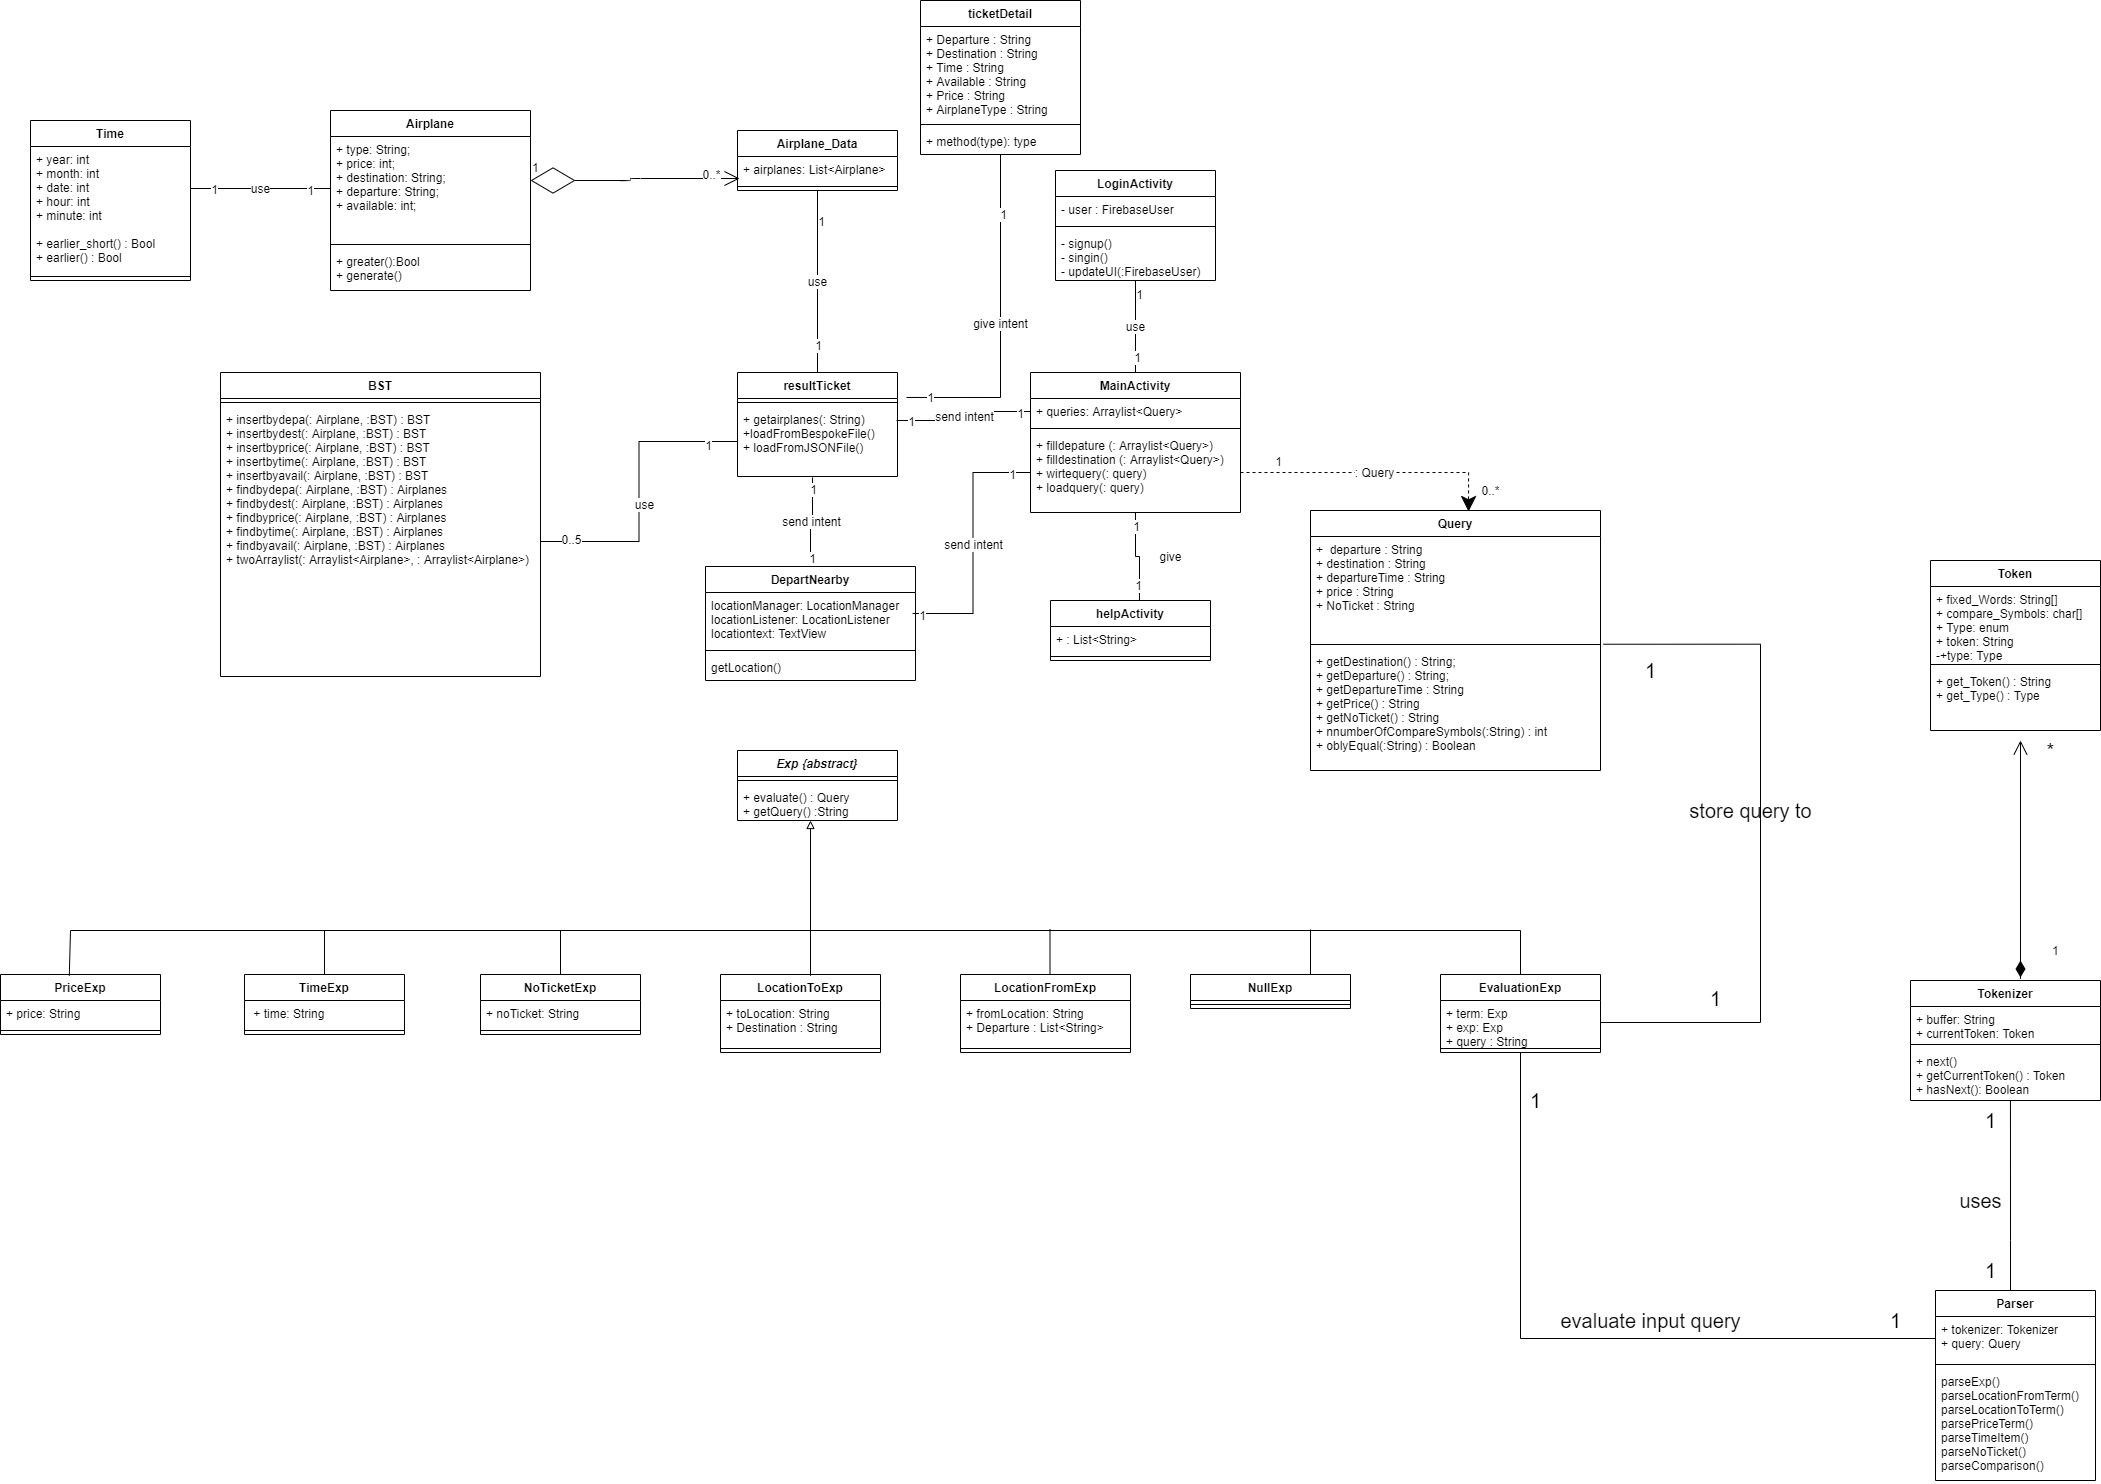 ticketDetail
+ Departure : String
+ Destination : String
+ Time : String
+ Available : String
+ Price : String
+ AirplaneType : String
+ method(type): type
Time
+ year: int
+ month: int
+ date: int
+ hour: int
+ minute: int
+ earlier_short() : Bool
+ earlier() : Bool
1
use
1
Airplane
+ type: String;
+ price: int;
+ destination: String;
+ departure: String;
+ available: int;
+ greater():Bool
+ generate()
1
0..*
Airplane_Data
+ airplanes: List<Airplane>
1
use
1
1
give intent
1
LoginActivity
- user : FirebaseUser
- signup()
- singin()
- updateUI(:FirebaseUser)
1
use
1
BST
+ insertbydepa(: Airplane, :BST) : BST
+ insertbydest(: Airplane, :BST) : BST
+ insertbyprice(: Airplane, :BST) : BST
+ insertbytime(: Airplane, :BST) : BST
+ insertbyavail(: Airplane, :BST) : BST
+ findbydepa(: Airplane, :BST) : Airplanes
+ findbydest(: Airplane, :BST) : Airplanes
+ findbyprice(: Airplane, :BST) : Airplanes
+ findbytime(: Airplane, :BST) : Airplanes
+ findbyavail(: Airplane, :BST) : Airplanes
+ twoArraylist(: Arraylist<Airplane>, : Arraylist<Airplane>)
0..5
use
1
resultTicket
+ getairplanes(: String)
+loadFromBespokeFile()
+ loadFromJSONFile()
1
send intent
1
1
send intent
1
MainActivity
+ queries: Arraylist<Query>
+ filldepature (: Arraylist<Query>)
+ filldestination (: Arraylist<Query>)
+ wirtequery(: query)
+ loadquery(: query)
1
send intent
1
DepartNearby
locationManager: LocationManager
locationListener: LocationListener
locationtext: TextView
getLocation()
1
give
1
helpActivity
+ : List<String>
1
: Query
0..*
Query
+  departure : String
+ destination : String
+ departureTime : String
+ price : String
+ NoTicket : String
+ getDestination() : String;
+ getDeparture() : String;
+ getDepartureTime : String
+ getPrice() : String
+ getNoTicket() : String
+ nnumberOfCompareSymbols(:String) : int
+ oblyEqual(:String) : Boolean
1
store query to
1
Token
+ fixed_Words: String[]
+ compare_Symbols: char[]
+ Type: enum
+ token: String
-+type: Type
+ get_Token() : String
+ get_Type() : Type
*
1
Exp {abstract}
+ evaluate() : Query
+ getQuery() :String
PriceExp
+ price: String
TimeExp
+ time: String
NoTicketExp
+ noTicket: String
LocationToExp
+ toLocation: String
+ Destination : String
LocationFromExp
+ fromLocation: String
+ Departure : List<String>
NullExp
EvaluationExp
+ term: Exp
+ exp: Exp
+ query : String
1
evaluate input query
1
Tokenizer
+ buffer: String
+ currentToken: Token
+ next()
+ getCurrentToken() : Token
+ hasNext(): Boolean
1
uses
1
Parser
+ tokenizer: Tokenizer
+ query: Query
parseExp()
parseLocationFromTerm()
parseLocationToTerm()
parsePriceTerm()
parseTimeItem()
parseNoTicket()
parseComparison()